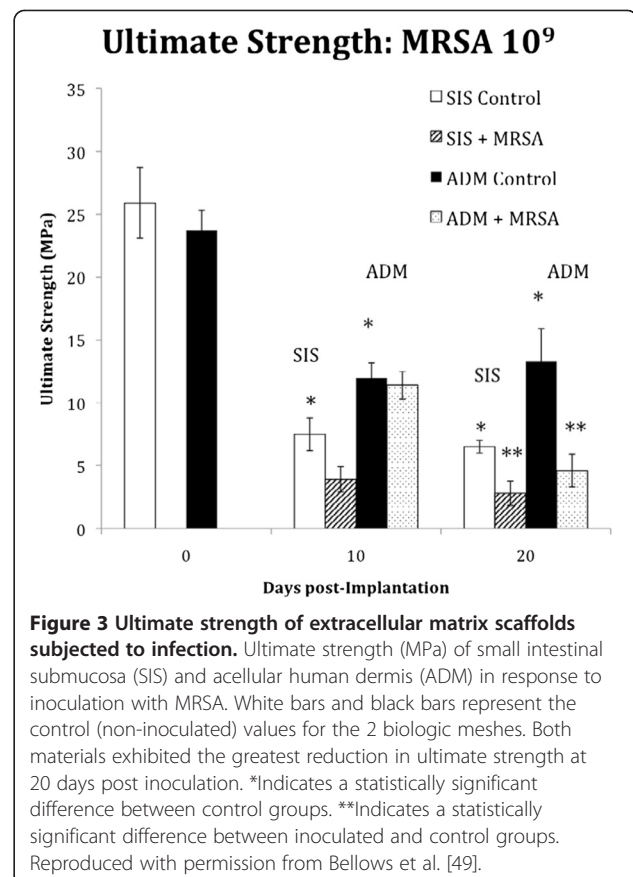 Ultimate Strength: MRSA 10⁹
35
30
25
20
15
10
5
0
Ultimate Strength (MPa)
SIS Control
SIS + MRSA
ADM Control
ADM + MRSA
ADM
ADM
*
*
SIS
SIS
*
*
**
**
0
10
20
Days post-Implantation
Figure 3 Ultimate strength of extracellular matrix scaffolds
subjected to infection. Ultimate strength (MPa) of small intestinal
submucosa (SIS) and acellular human dermis (ADM) in response to
inoculation with MRSA. White bars and black bars represent the
control (non-inoculated) values for the 2 biologic meshes. Both
materials exhibited the greatest reduction in ultimate strength at
20 days post inoculation. *Indicates a statistically significant
difference between control groups. **Indicates a statistically
significant difference between inoculated and control groups.
Reproduced with permission from Bellows et al. [49].